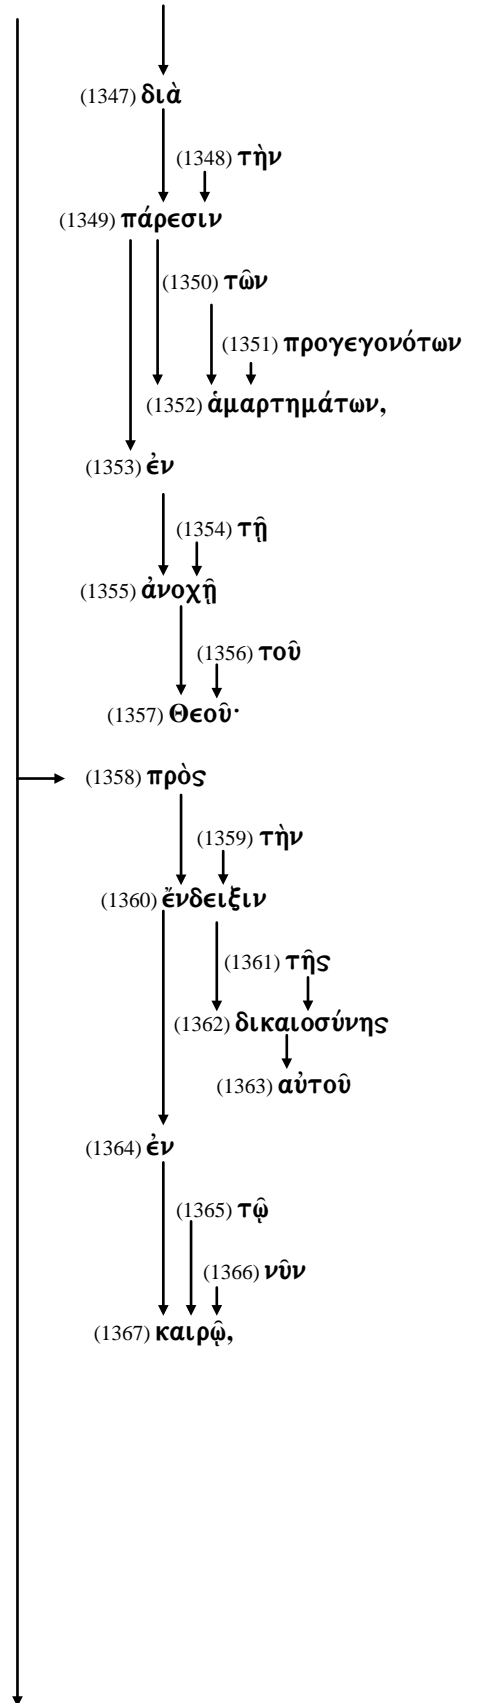 (1347) διὰ
(1348) τὴν
(1349) πάρεσιν
(1350) τῶν
(1351) προγεγονότων
(1352) ἁμαρτημάτων,
(1353) ἐν
(1354) τῇ
(1355) ἀνοχῇ
(1356) τοῦ
(1357) Θεοῦ·
(1358) πρὸς
(1359) τὴν
(1360) ἔνδειξιν
(1361) τῆς
(1362) δικαιοσύνης
(1363) αὐτοῦ
(1364) ἐν
(1365) τῷ
(1366) νῦν
(1367) καιρῷ,